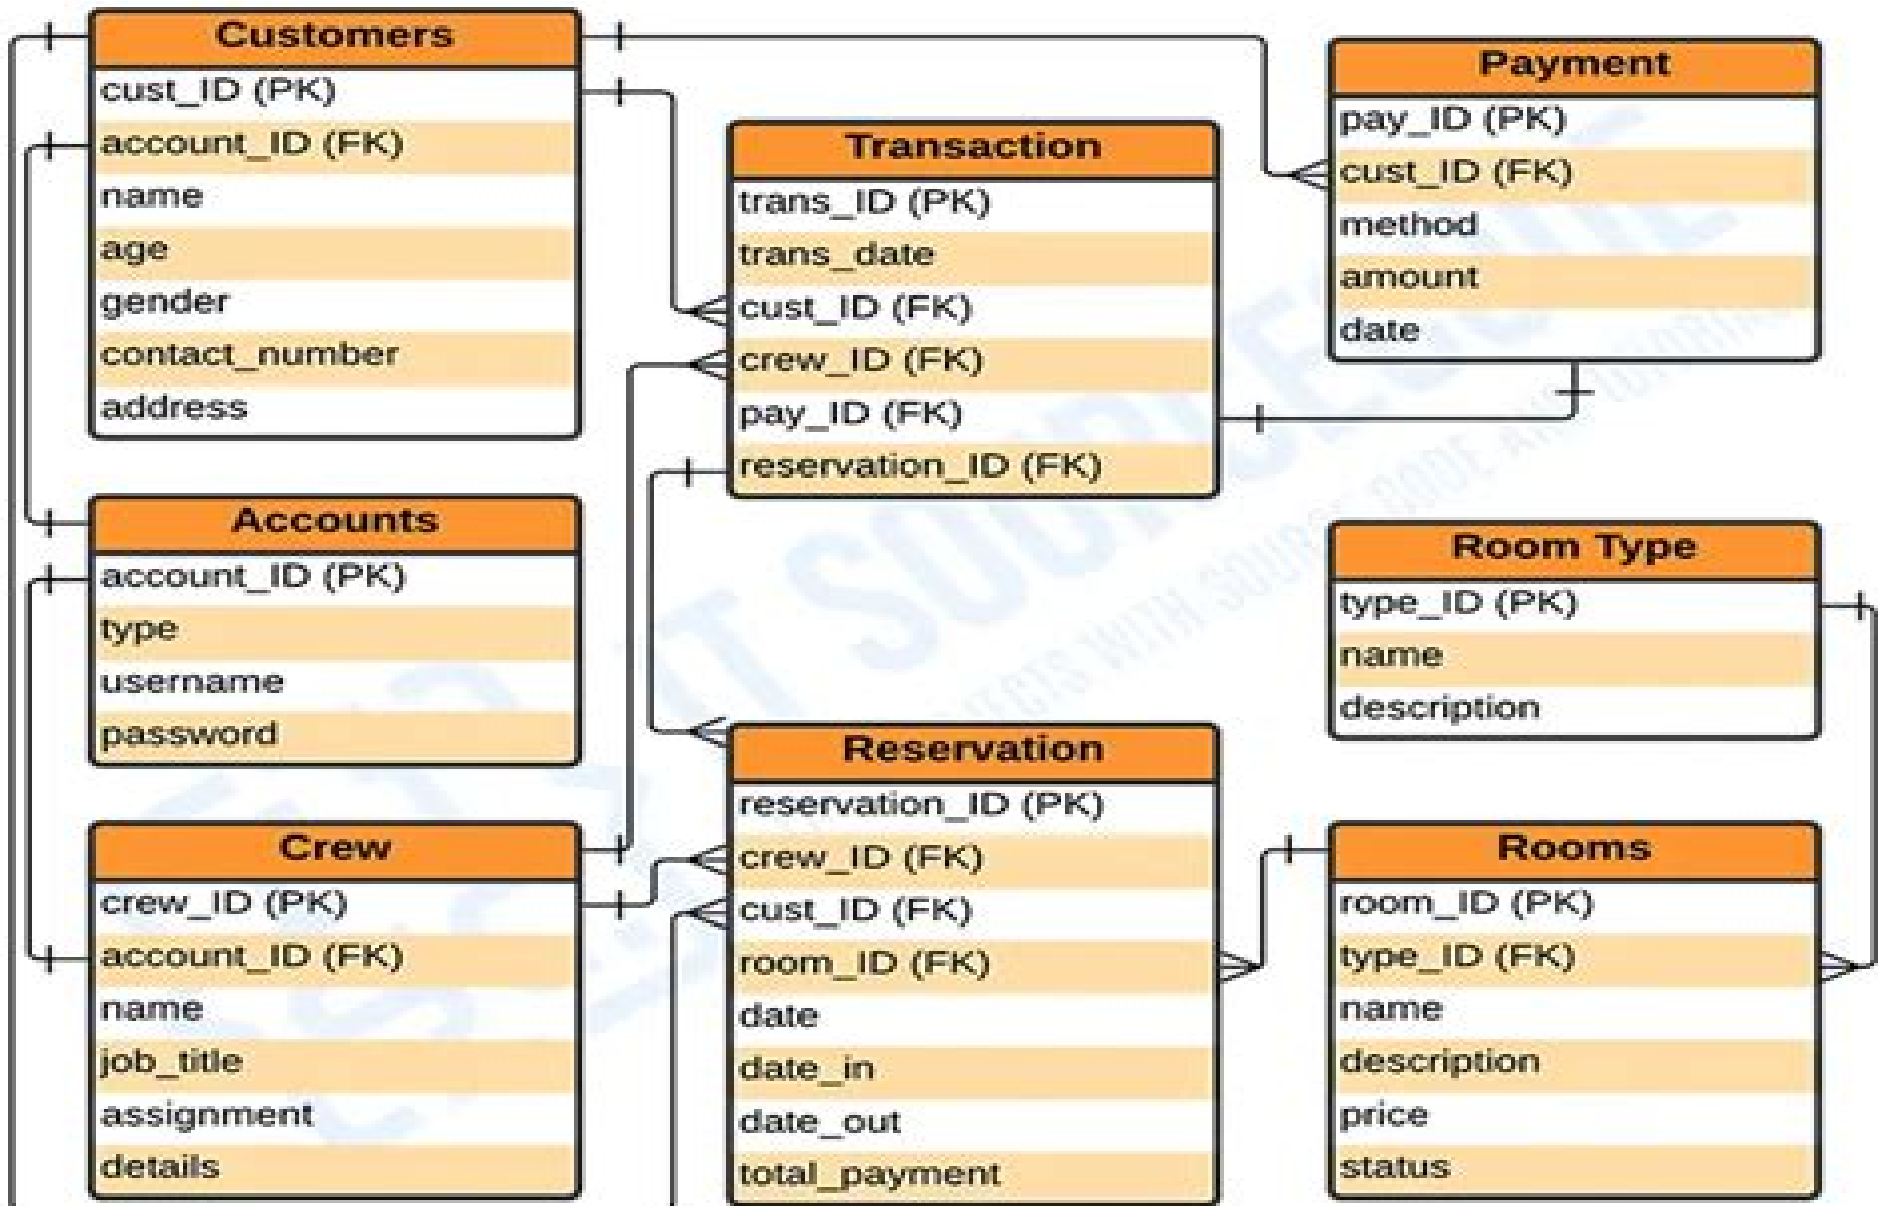 Customers
cust_ID (PK)
account_ID (FK)
name
age
gender
contact_number
address
Accounts
account_ID (PK)
type
username
password
Crew
crew_ID (PK)
account_ID (FK)
name
job_title
assignment
details
Transaction
trans_ID (PK)
trans_date
cust_ID (FK)
crew_ID (FK)
pay_ID (FK)
reservation_ID (FK)
Reservation
reservation_ID (PK)
crew_ID (FK)
cust_ID (FK)
room_ID (FK)
date
date_in
date_out
total_payment
Payment
pay_ID (PK)
cust_ID (FK)
method
amount
date
Room Type
type_ID (PK)
name
description
Rooms
room_ID (PK)
type_ID (FK)
name
description
price
status